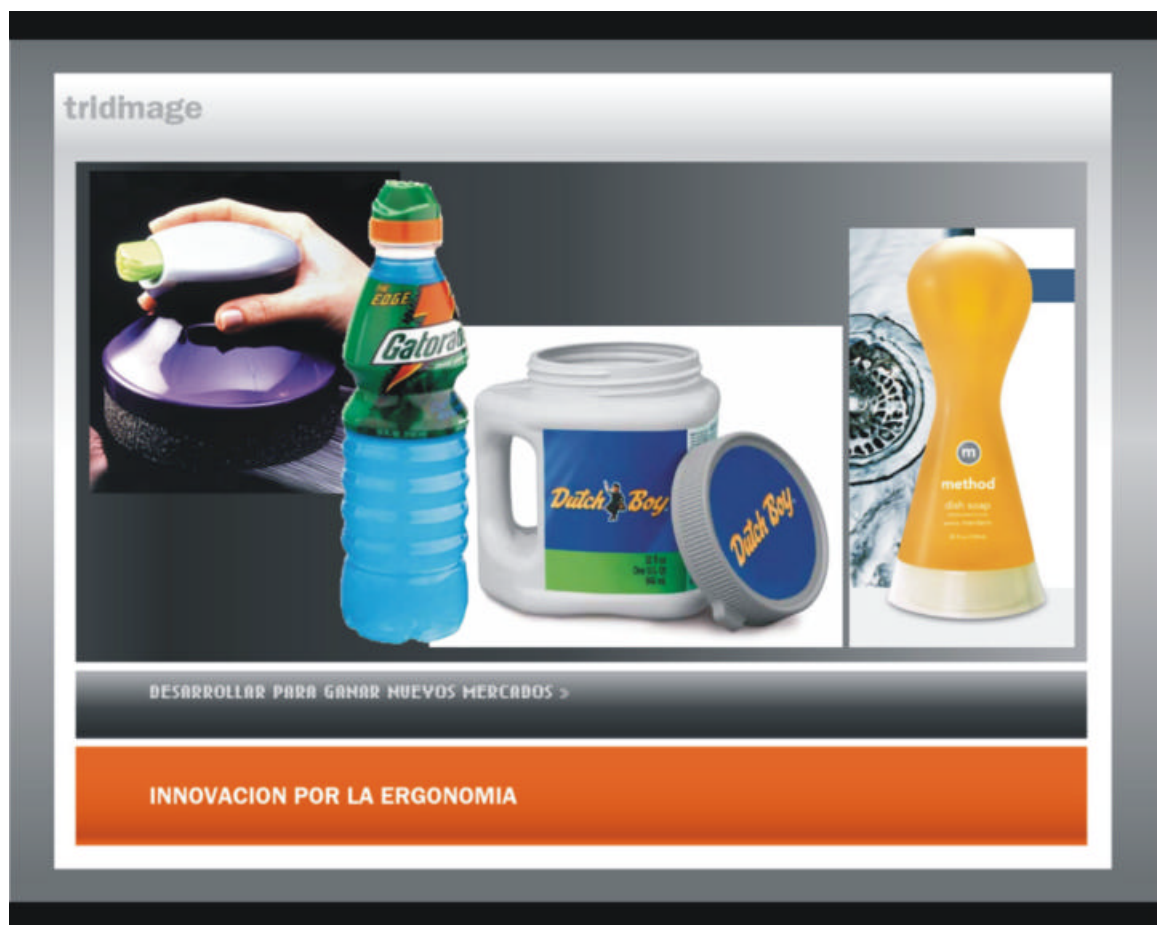 tridimage
THE
EDGE
Gatora
Dutch Boy
Dutch Boy
m
method
dish soap
DESARROLLAR PARA GANAR NUEVOS MERCADOS »
INNOVACION POR LA ERGONOMIA